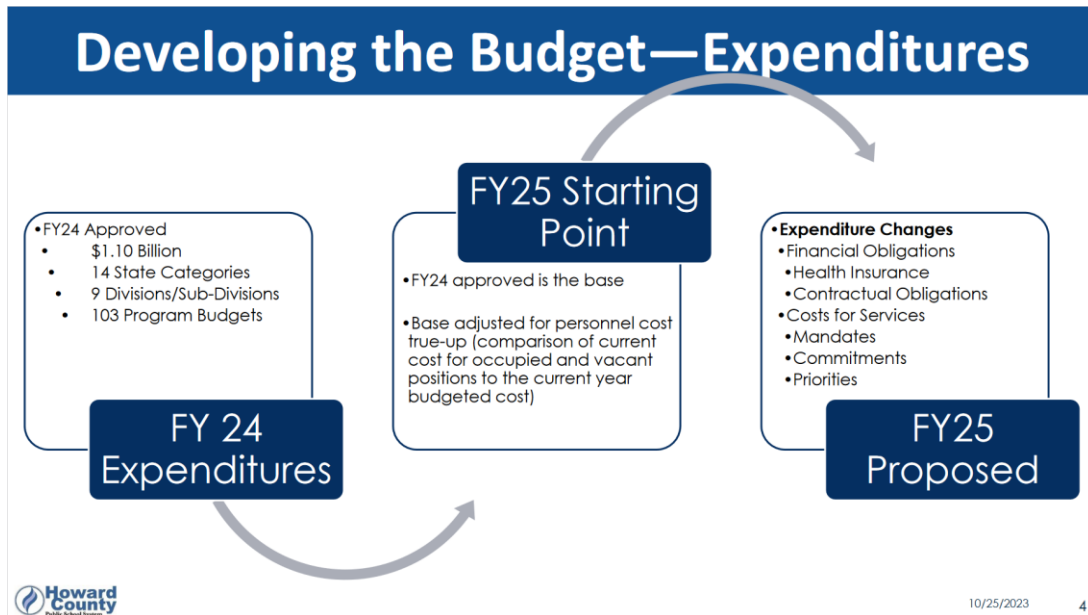 Developing the Budget—Expenditures
•FY24 Approved
• $1.10 Billion
• 14 State Categories
• 9 Divisions/Sub-Divisions
• 103 Program Budgets
FY 24
Expenditures
FY25 Starting
Point
•FY24 approved is the base
•Base adjusted for personnel cost
true-up (comparison of current
cost for occupied and vacant
positions to the current year
budgeted cost)
•Expenditure Changes
•Financial Obligations
•Health Insurance
•Contractual Obligations
•Costs for Services
•Mandates
•Commitments
•Priorities
FY25
Proposed
Howard
County
Public School System
10/25/2023
4